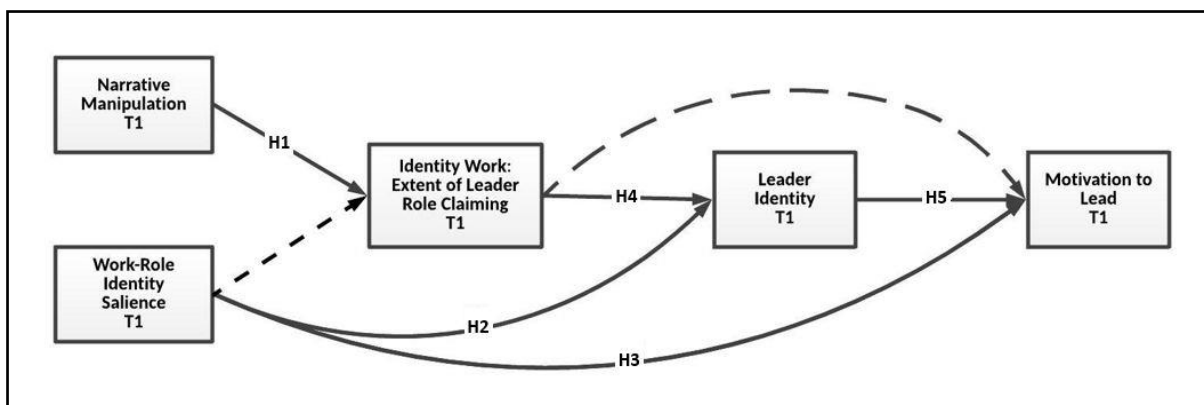 Narrative
Manipulation
T1
H1
Identity Work:
Extent of Leader
Role Claiming
T1
H4
Leader
Identity
T1
H5
Motivation to
Lead
T1
Work-Role
Identity
Salience
T1
H2
H3